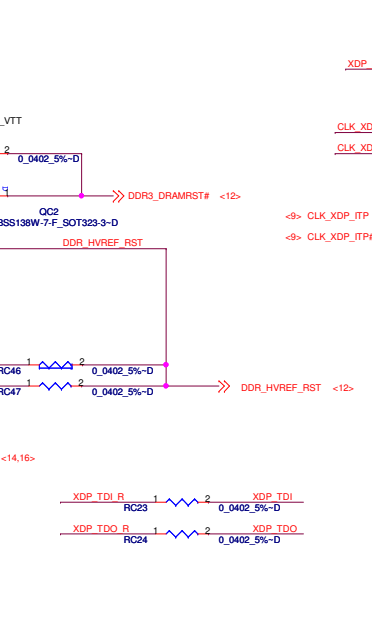 XDP_
_VTT
CLK_XD
2
CLK_XD
0_0402_5%~D
DDR3_DRAMRST# <12>
QC2
BSS138W-7-F_SOT323-3~D
<9> CLK_XDP_ITP
<9> CLK_XDP_ITP#
DDR_HVREF_RST
1 2
RC46 0_0402_5%~D
1 2
RC47 0_0402_5%~D
DDR_HVREF_RST <12>
<14,16>
XDP_TDI_R 1 2 XDP_TDI
RC23 0_0402_5%~D
XDP_TDO_R 1 2 XDP_TDO
RC24 0_0402_5%~D